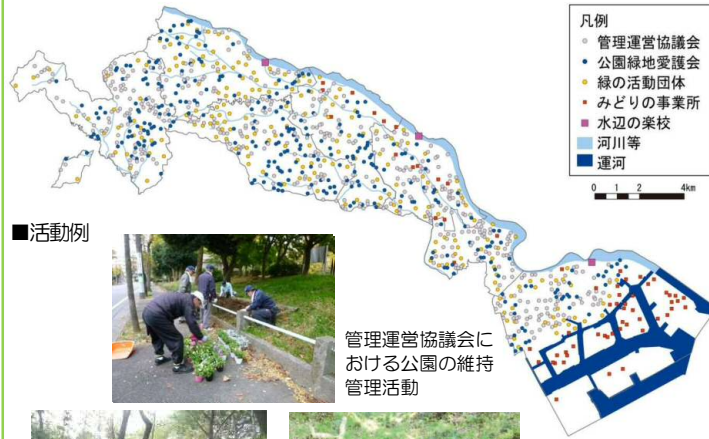 凡例
管理運営協議会
公園緑地愛護会
緑の活動団体
みどりの事業所
水辺の楽校
河川等
運河
0 1 2 4km
■活動例
管理運営協議会に
おける公園の維持
管理活動